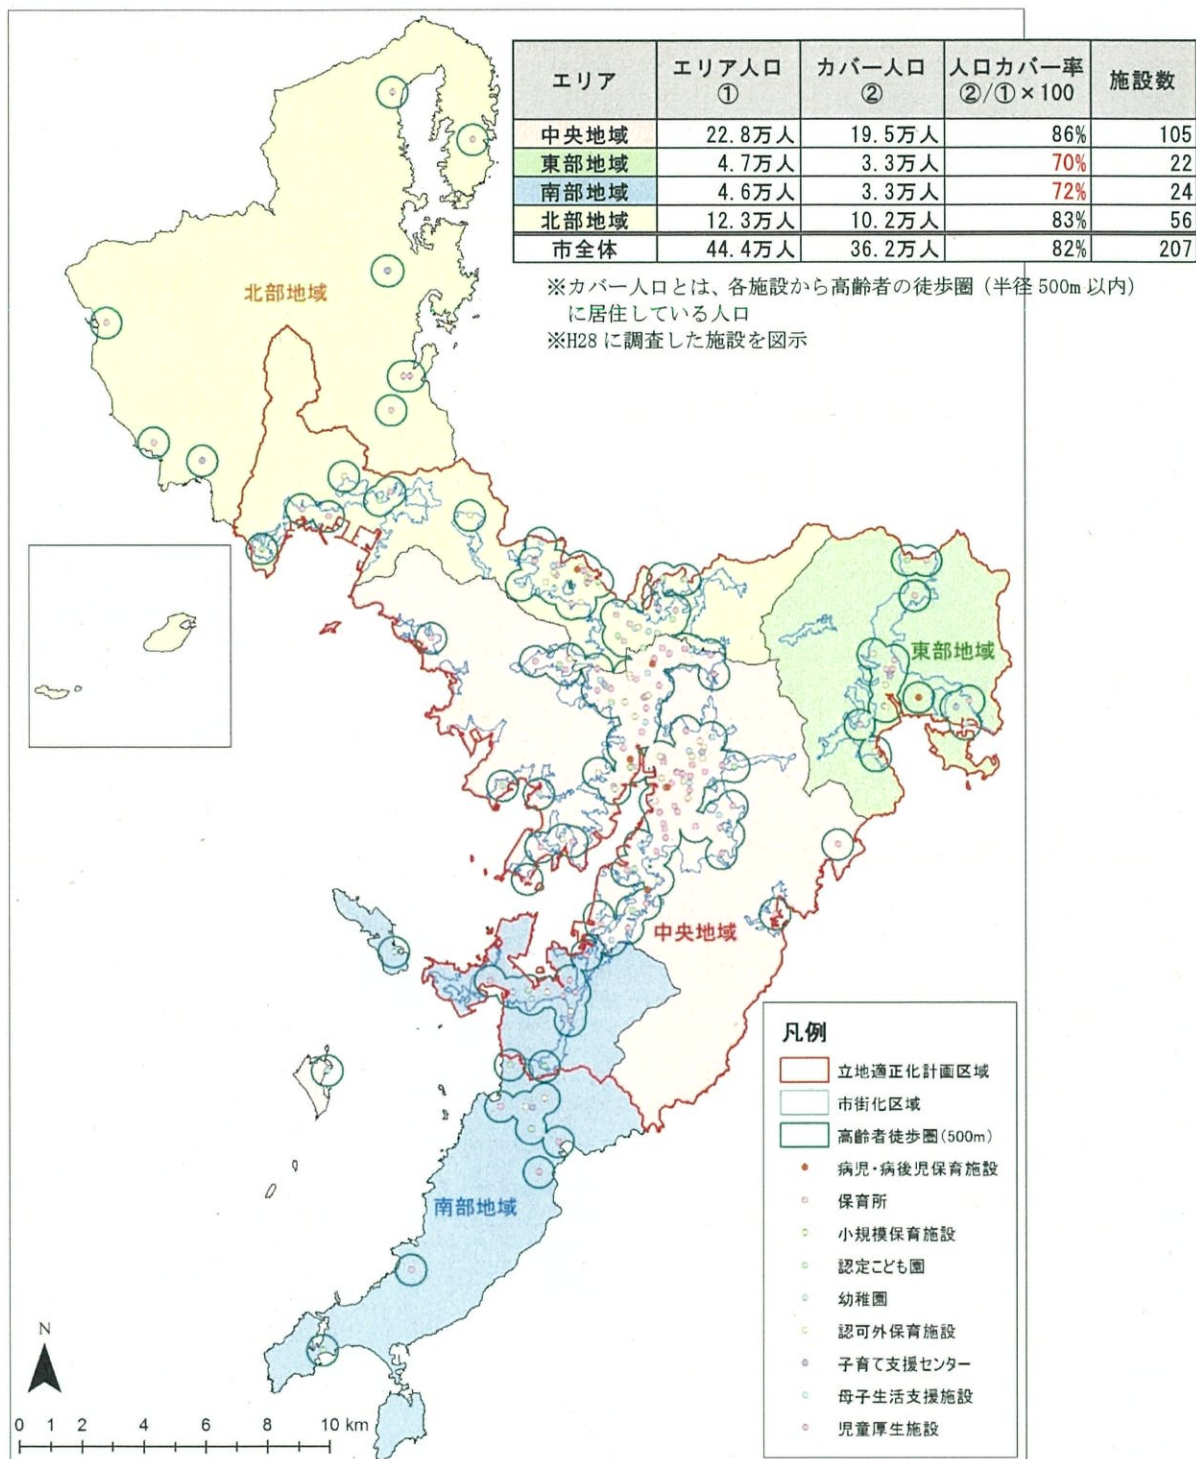 エリア エリア人口① カバー人口② 人口カバー率②/①×100 施設数
中央地域 22.8万人 19.5万人 86% 105
東部地域 4.7万人 3.3万人 70% 22
南部地域 4.6万人 3.3万人 72% 24
北部地域 12.3万人 10.2万人 83% 56
市全体 44.4万人 36.2万人 82% 207
※カバー人口とは、各施設から高齢者の徒歩圏(半径500m以内)
に居住している人口
※H28に調査した施設を図示
北部地域
東部地域
中央地域
南部地域
凡例
立地適正化計画区域
市街化区域
高齢者徒歩圏(500m)
病児・病後児保育施設
保育所
小規模保育施設
認定こども園
幼稚園
認可外保育施設
子育て支援センター
母子生活支援施設
児童厚生施設
N
0 1 2 4 6 8 10 km